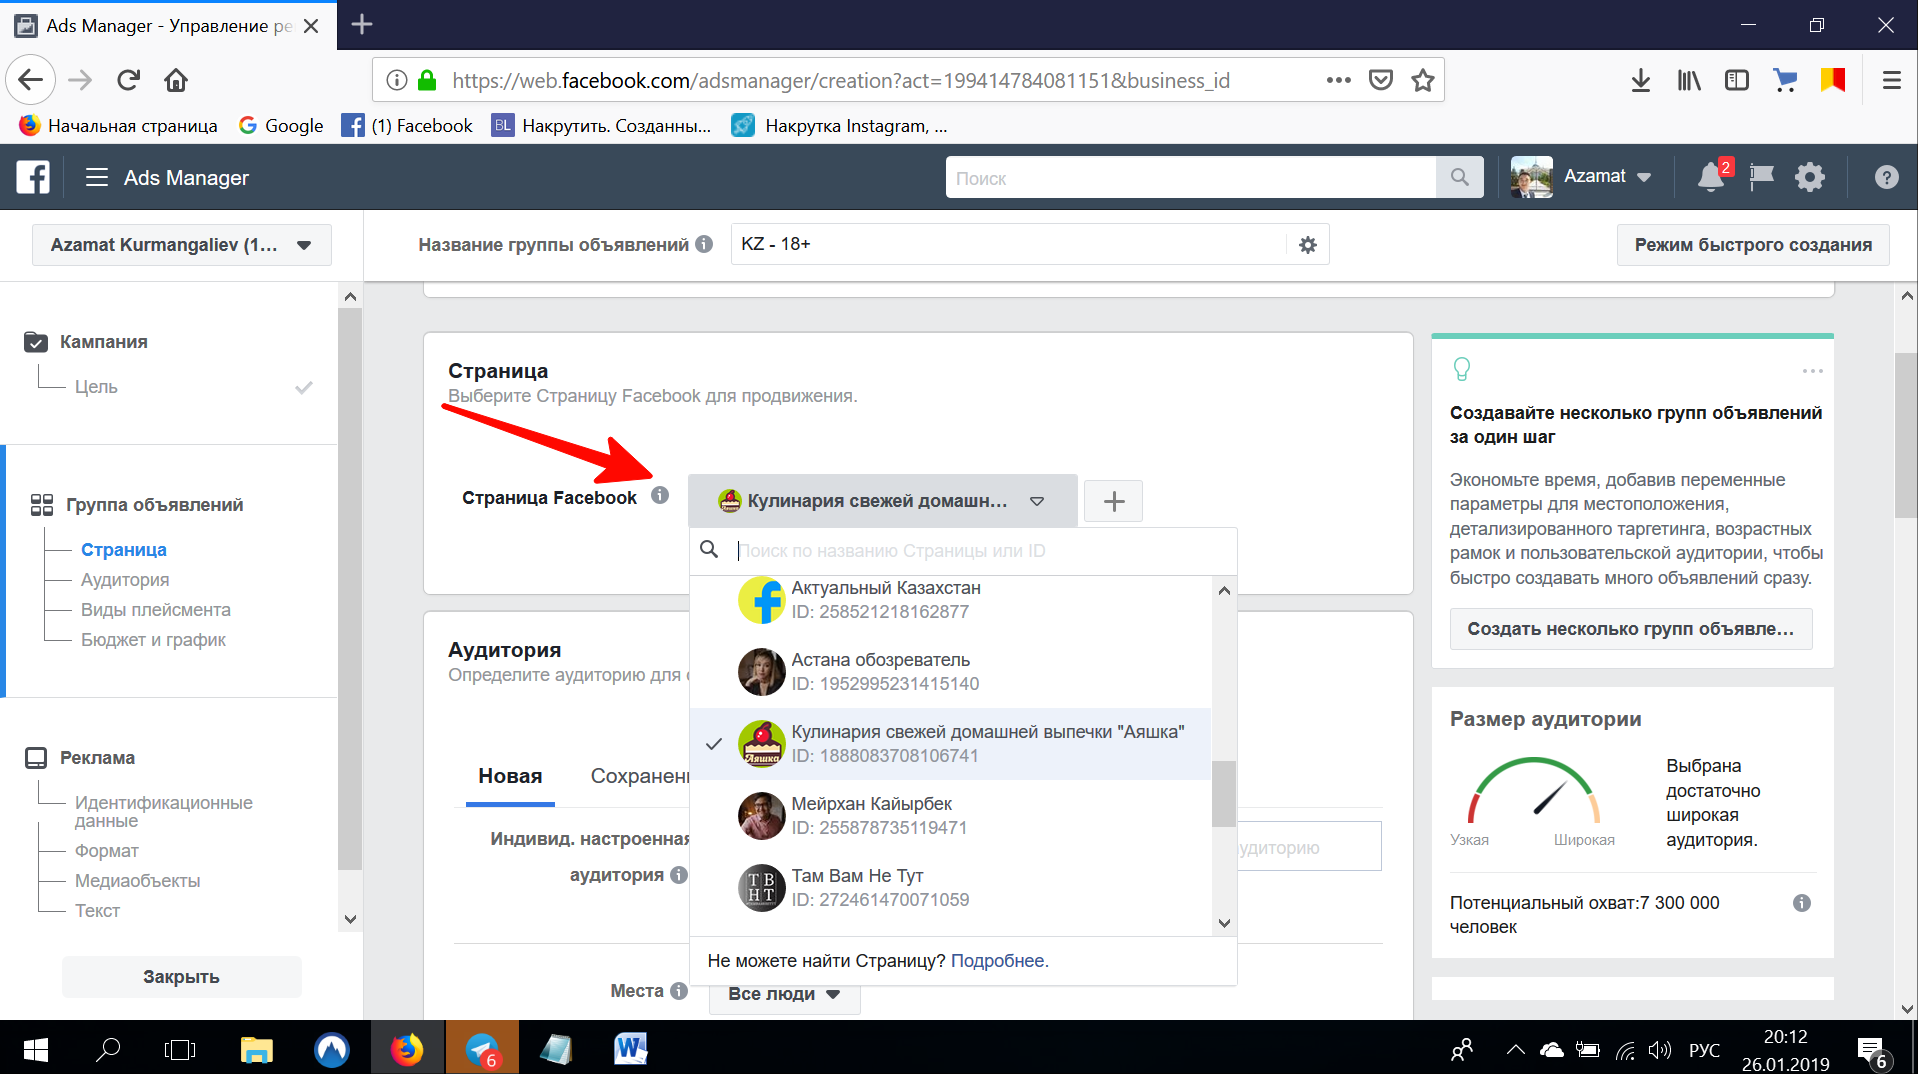 Ads Manager - Управление ре
https://web.facebook.com/adsmanager/creation?act=199414784081151&business_id
Начальная страница
Google
(1) Facebook
BL
Накрутить. Созданны...
Накрутка Instagram, ...
Ads Manager
Поиск
Azamat
2
Azamat Kurmangaliev (1...
Название группы объявлений
KZ - 18+
Режим быстрого создания
Кампания
Цель
Группа объявлений
Страница
Аудитория
Виды плейсмента
Бюджет и график
Реклама
Идентификационные
данные
Формат
Медиаобъекты
Текст
Закрыть
Страница
Выберите Страницу Facebook для продвижения.
Страница Facebook
Кулинария свежей домашн...
Поиск по названию Страницы или ID
Актуальный Казахстан
ID: 258521218162877
Астана обозреватель
ID: 1952995231415140
Кулинария свежей домашней выпечки "Аяшка"
ID: 1888083708106741
Аяшка
Мейрхан Кайырбек
ID: 255878735119471
Там Вам Не Тут
ID: 272461470071059
ТВ
НТ
Не можете найти Страницу? Подробнее.
Аудитория
Определите аудиторию для
Новая
Сохранен
Индивид. настроенная
аудитория
удиторию
Места
Все люди
Создавайте несколько групп объявлений
за один шаг
Экономьте время, добавив переменные
параметры для местоположения,
детализированного таргетинга, возрастных
рамок и пользовательской аудитории, чтобы
быстро создавать много объявлений сразу.
Создать несколько групп объявле...
Размер аудитории
Узкая
Широкая
Выбрана
достаточно
широкая
аудитория.
Потенциальный охват:7 300 000
человек
6
W
РУС
20:12
26.01.2019
6